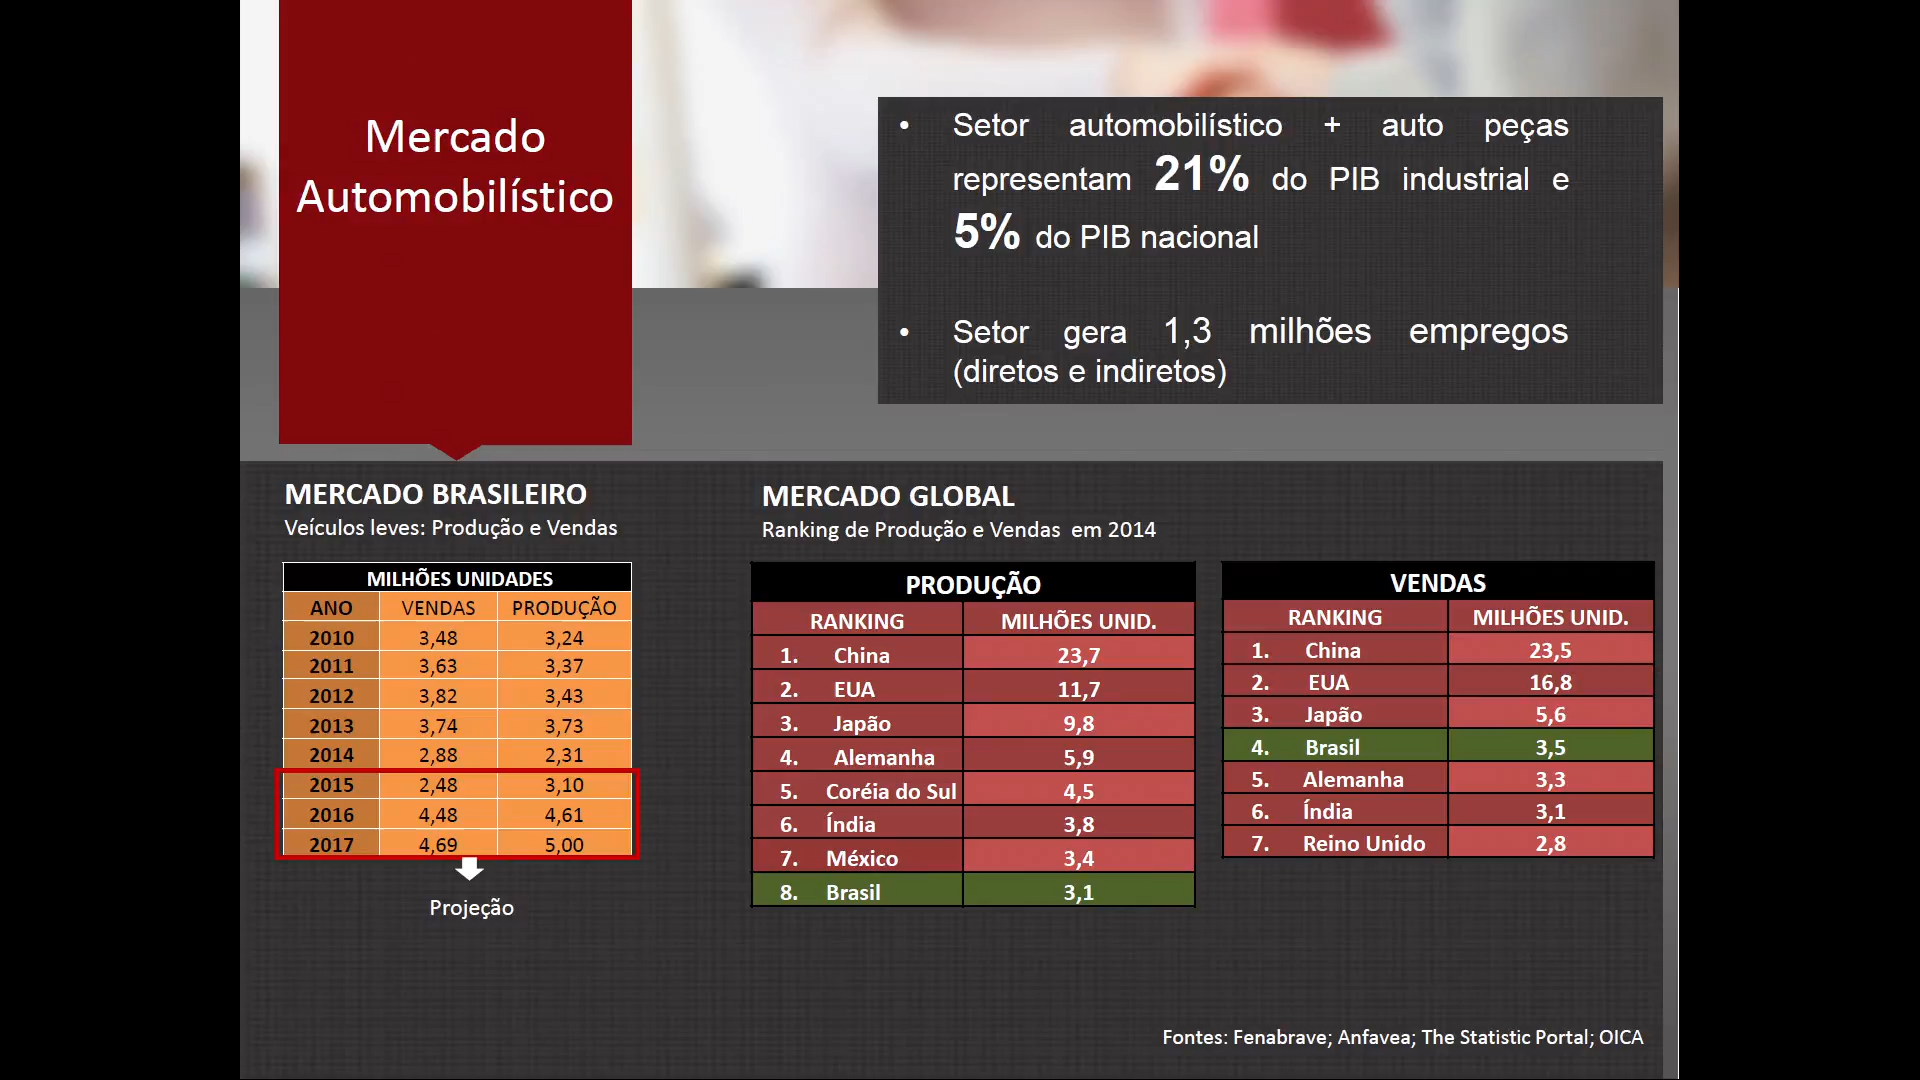 Mercado
Automobilístico
• Setor automobilístico + auto peças
representam 21% do PIB industrial e
5% do PIB nacional
• Setor gera 1,3 milhões empregos
(diretos e indiretos)
MERCADO BRASILEIRO
Veículos leves: Produção e Vendas
MILHÕES UNIDADES
ANO VENDAS PRODUÇÃO
2010 3,48 3,24
2011 3,63 3,37
2012 3,82 3,43
2013 3,74 3,73
2014 2,88 2,31
2015 2,48 3,10
2016 4,48 4,61
2017 4,69 5,00
Projeção
MERCADO GLOBAL
Ranking de Produção e Vendas em 2014
PRODUÇÃO
RANKING MILHÕES UNID.
1. China 23,7
2. EUA 11,7
3. Japão 9,8
4. Alemanha 5,9
5. Coréia do Sul 4,5
6. Índia 3,8
7. México 3,4
8. Brasil 3,1
VENDAS
RANKING MILHÕES UNID.
1. China 23,5
2. EUA 16,8
3. Japão 5,6
4. Brasil 3,5
5. Alemanha 3,3
6. Índia 3,1
7. Reino Unido 2,8
Fontes: Fenabrave; Anfavea; The Statistic Portal; OICA